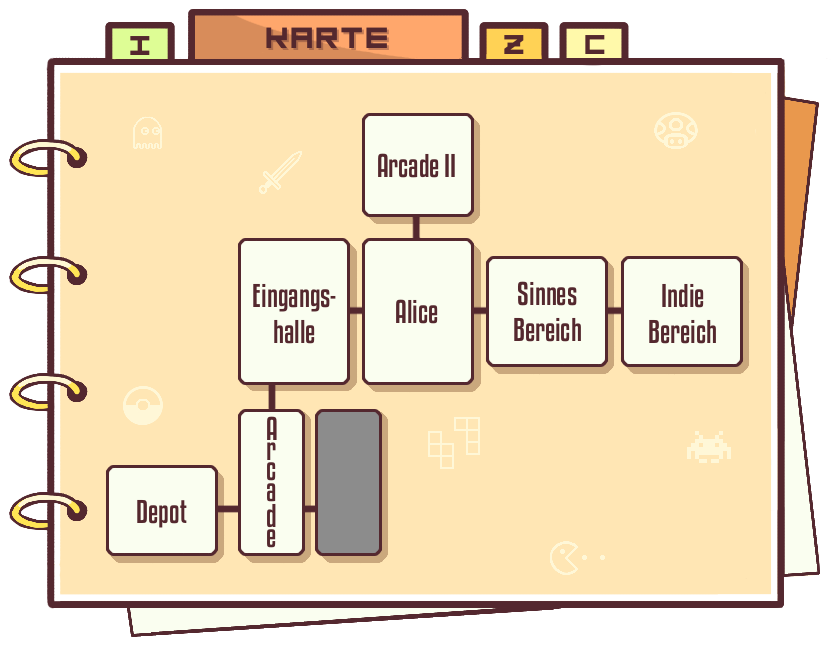 I
KARTE
Z
C
Arcade II
Eingangs-
halle
Alice
Sinnes
Bereich
Indie
Bereich
Arcade
Depot